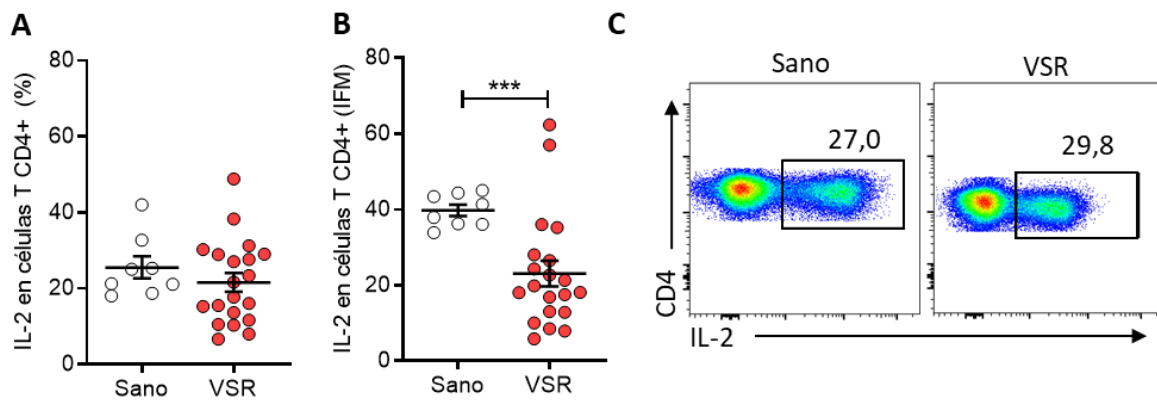 A
IL-2 en células T CD4+ (%)
80
60
40
20
0
Sano VSR
B
IL-2 en células T CD4+ (IFM)
80
60
40
20
0
***
Sano VSR
C
Sano VSR
27,0 29,8
CD4
IL-2